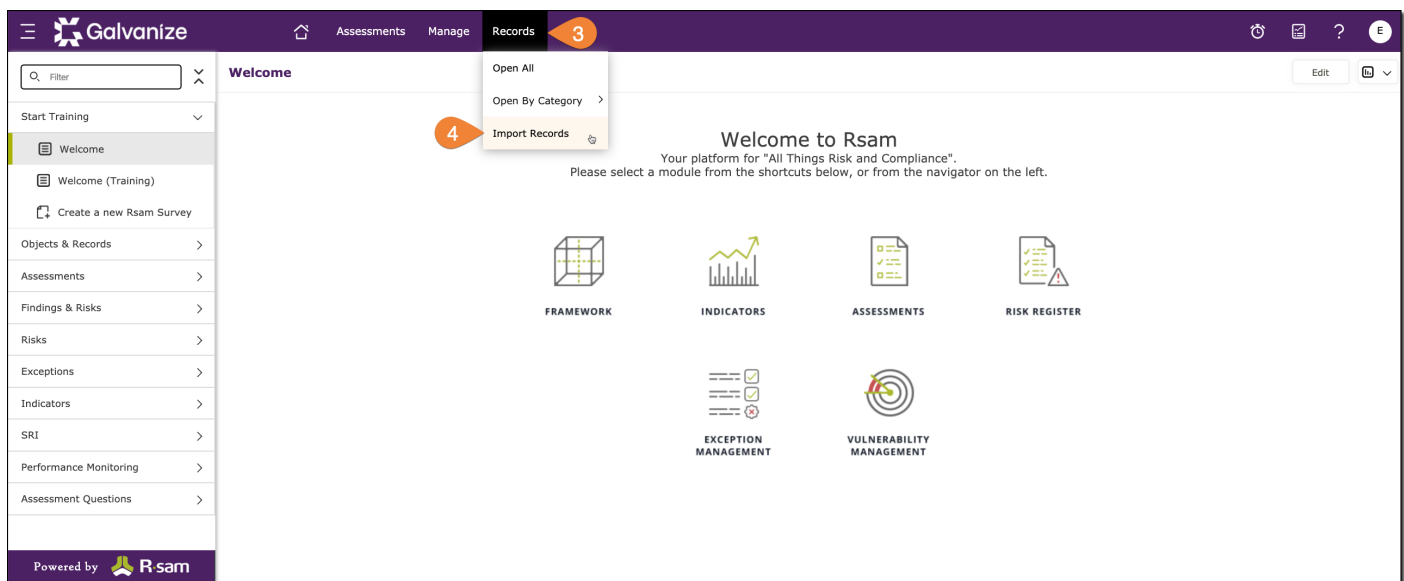 Galvanize
Assessments
Manage
Records
3
E
Filter
Welcome
Open All
Edit
Open By Category
Start Training
4
Import Records
Welcome
Welcome to Rsam
Your platform for "All Things Risk and Compliance".
Please select a module from the shortcuts below, or from the navigator on the left.
Welcome (Training)
Create a new Rsam Survey
Objects & Records
Assessments
Findings & Risks
Risks
Exceptions
Indicators
SRI
Performance Monitoring
Assessment Questions
FRAMEWORK
INDICATORS
ASSESSMENTS
RISK REGISTER
EXCEPTION
MANAGEMENT
VULNERABILITY
MANAGEMENT
Powered by R·sam